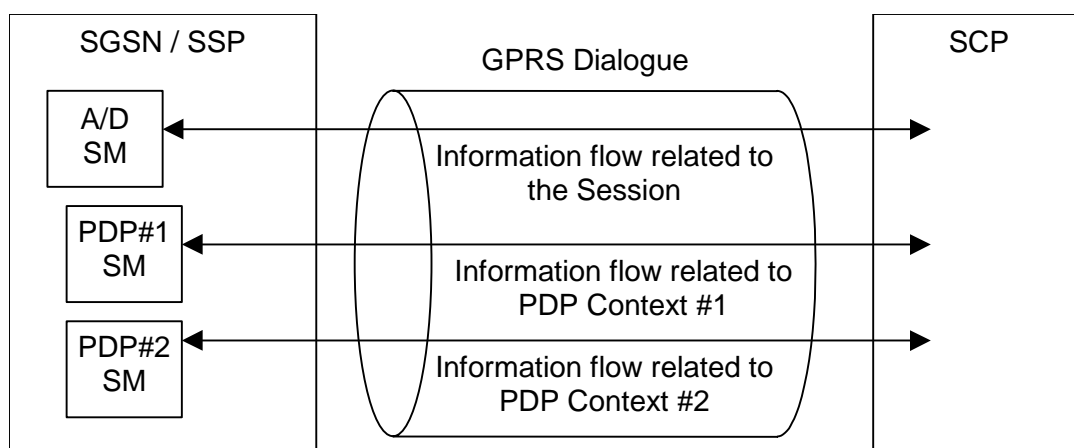 SGSN / SSP
GPRS Dialogue
SCP
A/D
SM
Information flow related to
the Session
PDP#1
SM
Information flow related to
PDP Context #1
PDP#2
SM
Information flow related to
PDP Context #2